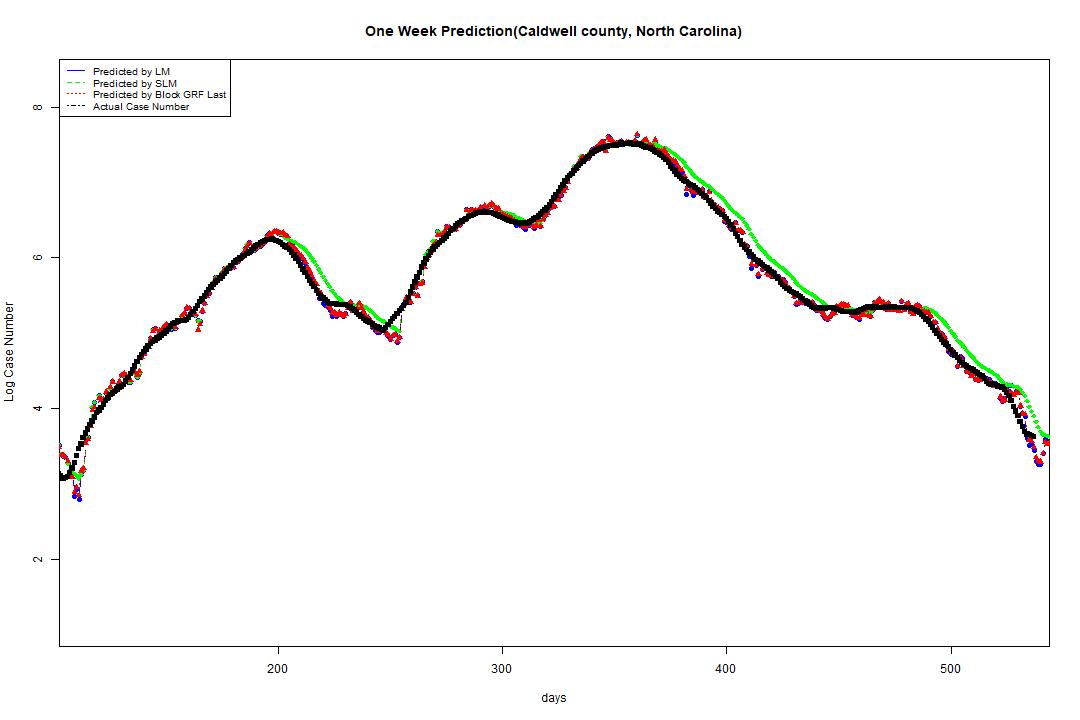 One Week Prediction(Caldwell county, North Carolina)
Predicted by LM
Predicted by SLM
Predicted by Block GRF Last
Actual Case Number
8
6
4
2
Log Case Number
200
300
400
500
days